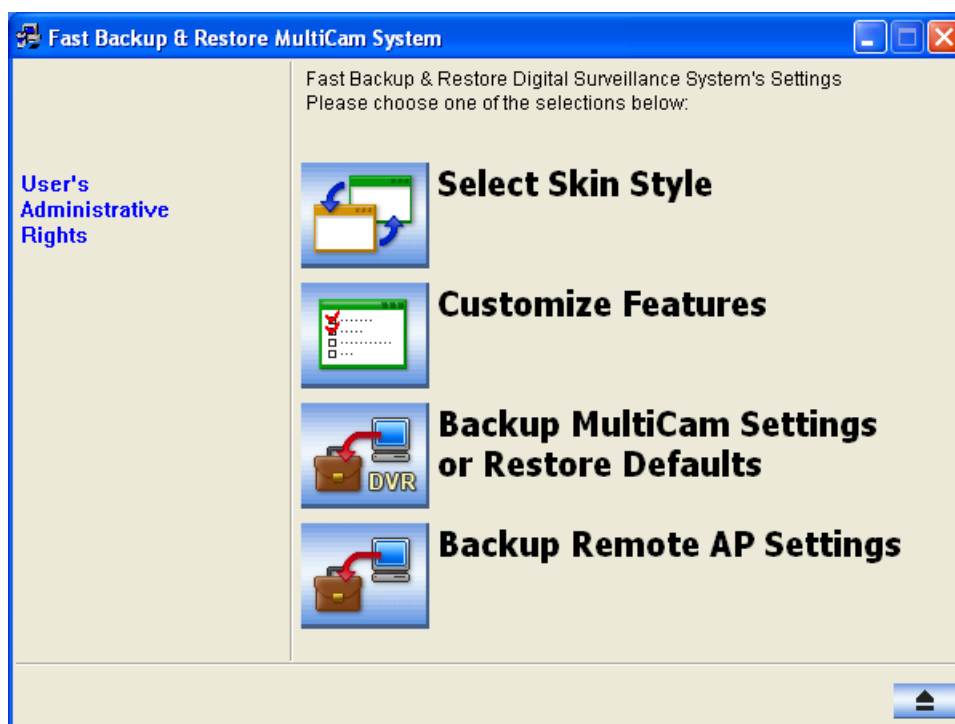 Fast Backup & Restore MultiCam System
Fast Backup & Restore Digital Surveillance System's Settings
Please choose one of the selections below:
User's
Administrative
Rights
Select Skin Style
Customize Features
Backup MultiCam Settings
or Restore Defaults
DVR
Backup Remote AP Settings